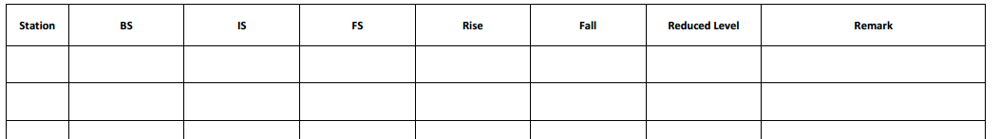 Station BS IS FS Rise Fall Reduced Level Remark